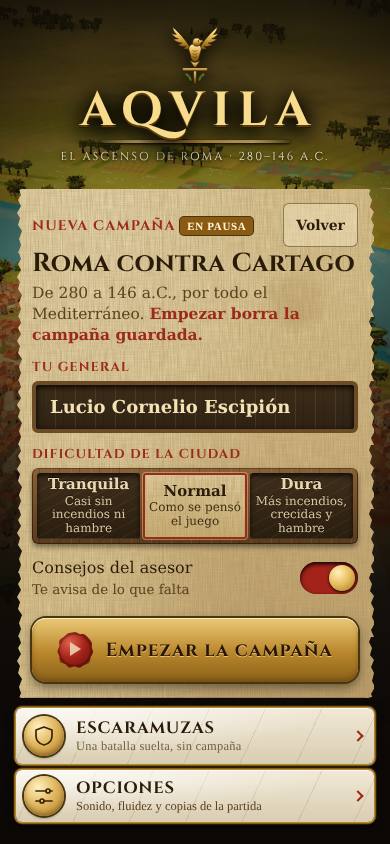 AQVILA
EL ASCENSO DE ROMA · 280–146 A.C.
NUEVA CAMPAÑA EN PAUSA
Volver
ROMA CONTRA CARTAGO
De 280 a 146 a.C., por todo el
Mediterráneo. Empezar borra la
campaña guardada.
TU GENERAL
Lucio Cornelio Escipión
DIFICULTAD DE LA CIUDAD
Tranquila
Casi sin
incendios ni
hambre
Normal
Como se pensó
el juego
Dura
Más incendios,
crecidas y
hambre
Consejos del asesor
Te avisa de lo que falta
EMPEZAR LA CAMPAÑA
ESCARAMUZAS
Una batalla suelta, sin campaña
OPCIONES
Sonido, fluidez y copias de la partida